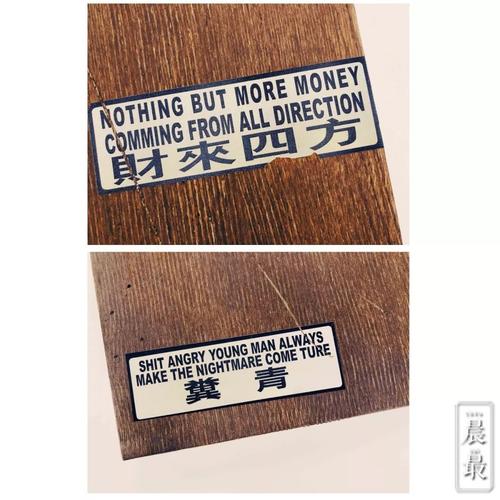 NOTHING BUT MORE MONEY
COMMING FROM ALL DIRECTION
財來四方
SHIT ANGRY YOUNG MAN ALWAYS
MAKE THE NIGHTMARE COME TURE
糞青
晨最